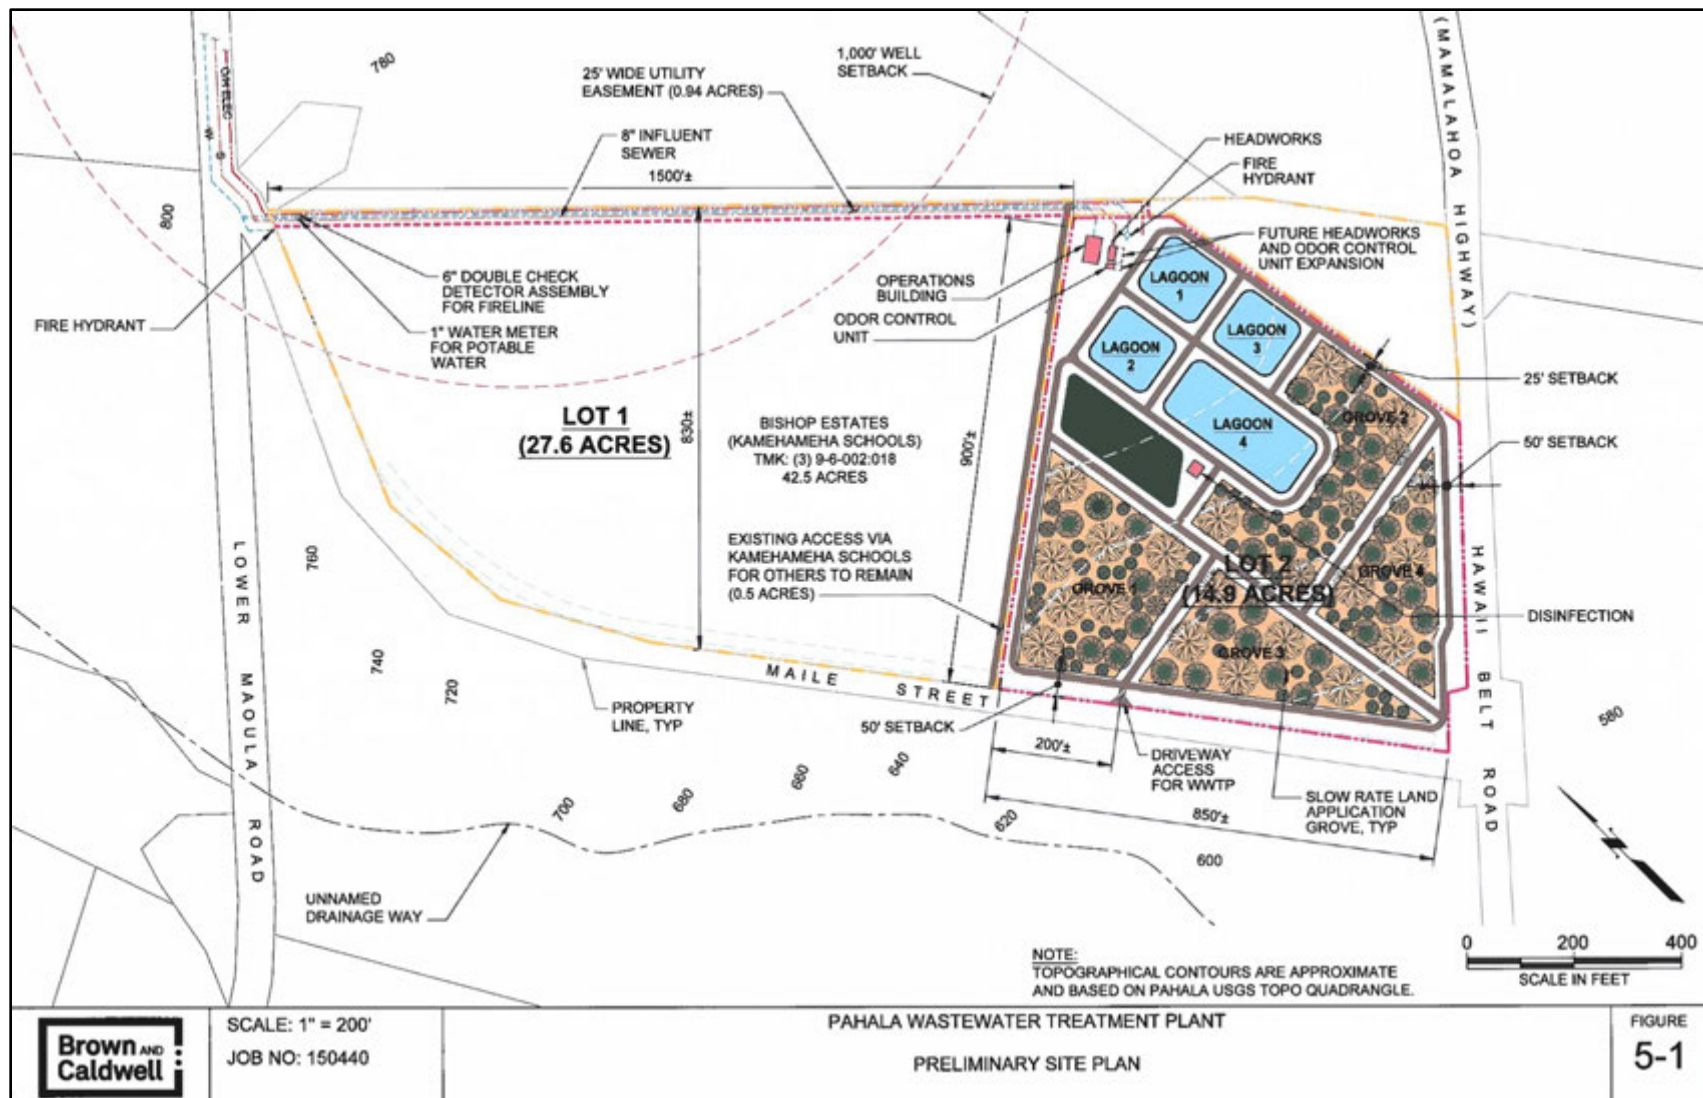 780
25' WIDE UTILITY
EASEMENT (0.94 ACRES)
1,000' WELL
SETBACK
(MAMALAHOA HIGHWAY)
OH ELEC
W
S
8" INFLUENT
SEWER
1500'±
HEADWORKS
FIRE
HYDRANT
800
FUTURE HEADWORKS
AND ODOR CONTROL
UNIT EXPANSION
6" DOUBLE CHECK
DETECTOR ASSEMBLY
FOR FIRELINE
OPERATIONS
BUILDING
LAGOON
1
FIRE HYDRANT
1" WATER METER
FOR POTABLE
WATER
ODOR CONTROL
UNIT
LAGOON
3
LAGOON
2
25' SETBACK
LOT 1
(27.6 ACRES)
830±
BISHOP ESTATES
(KAMEHAMEHA SCHOOLS)
TMK: (3) 9-6-002:018
42.5 ACRES
900'±
LAGOON
4
GROVE 2
50' SETBACK
EXISTING ACCESS VIA
KAMEHAMEHA SCHOOLS
FOR OTHERS TO REMAIN
(0.5 ACRES)
760
LOWER MAOULA ROAD
GROVE 1
LOT 2
(14.9 ACRES)
GROVE 4
HAWAII BELT ROAD
DISINFECTION
740
720
GROVE 3
MAILE STREET
PROPERTY
LINE, TYP
50' SETBACK
200'±
DRIVEWAY
ACCESS
FOR WWTP
580
700
680
660
640
620
850'±
SLOW RATE LAND
APPLICATION
GROVE, TYP
600
UNNAMED
DRAINAGE WAY
NOTE:
TOPOGRAPHICAL CONTOURS ARE APPROXIMATE
AND BASED ON PAHALA USGS TOPO QUADRANGLE.
0 200 400
SCALE IN FEET
Brown AND
Caldwell
SCALE: 1" = 200'
JOB NO: 150440
PAHALA WASTEWATER TREATMENT PLANT
PRELIMINARY SITE PLAN
FIGURE
5-1